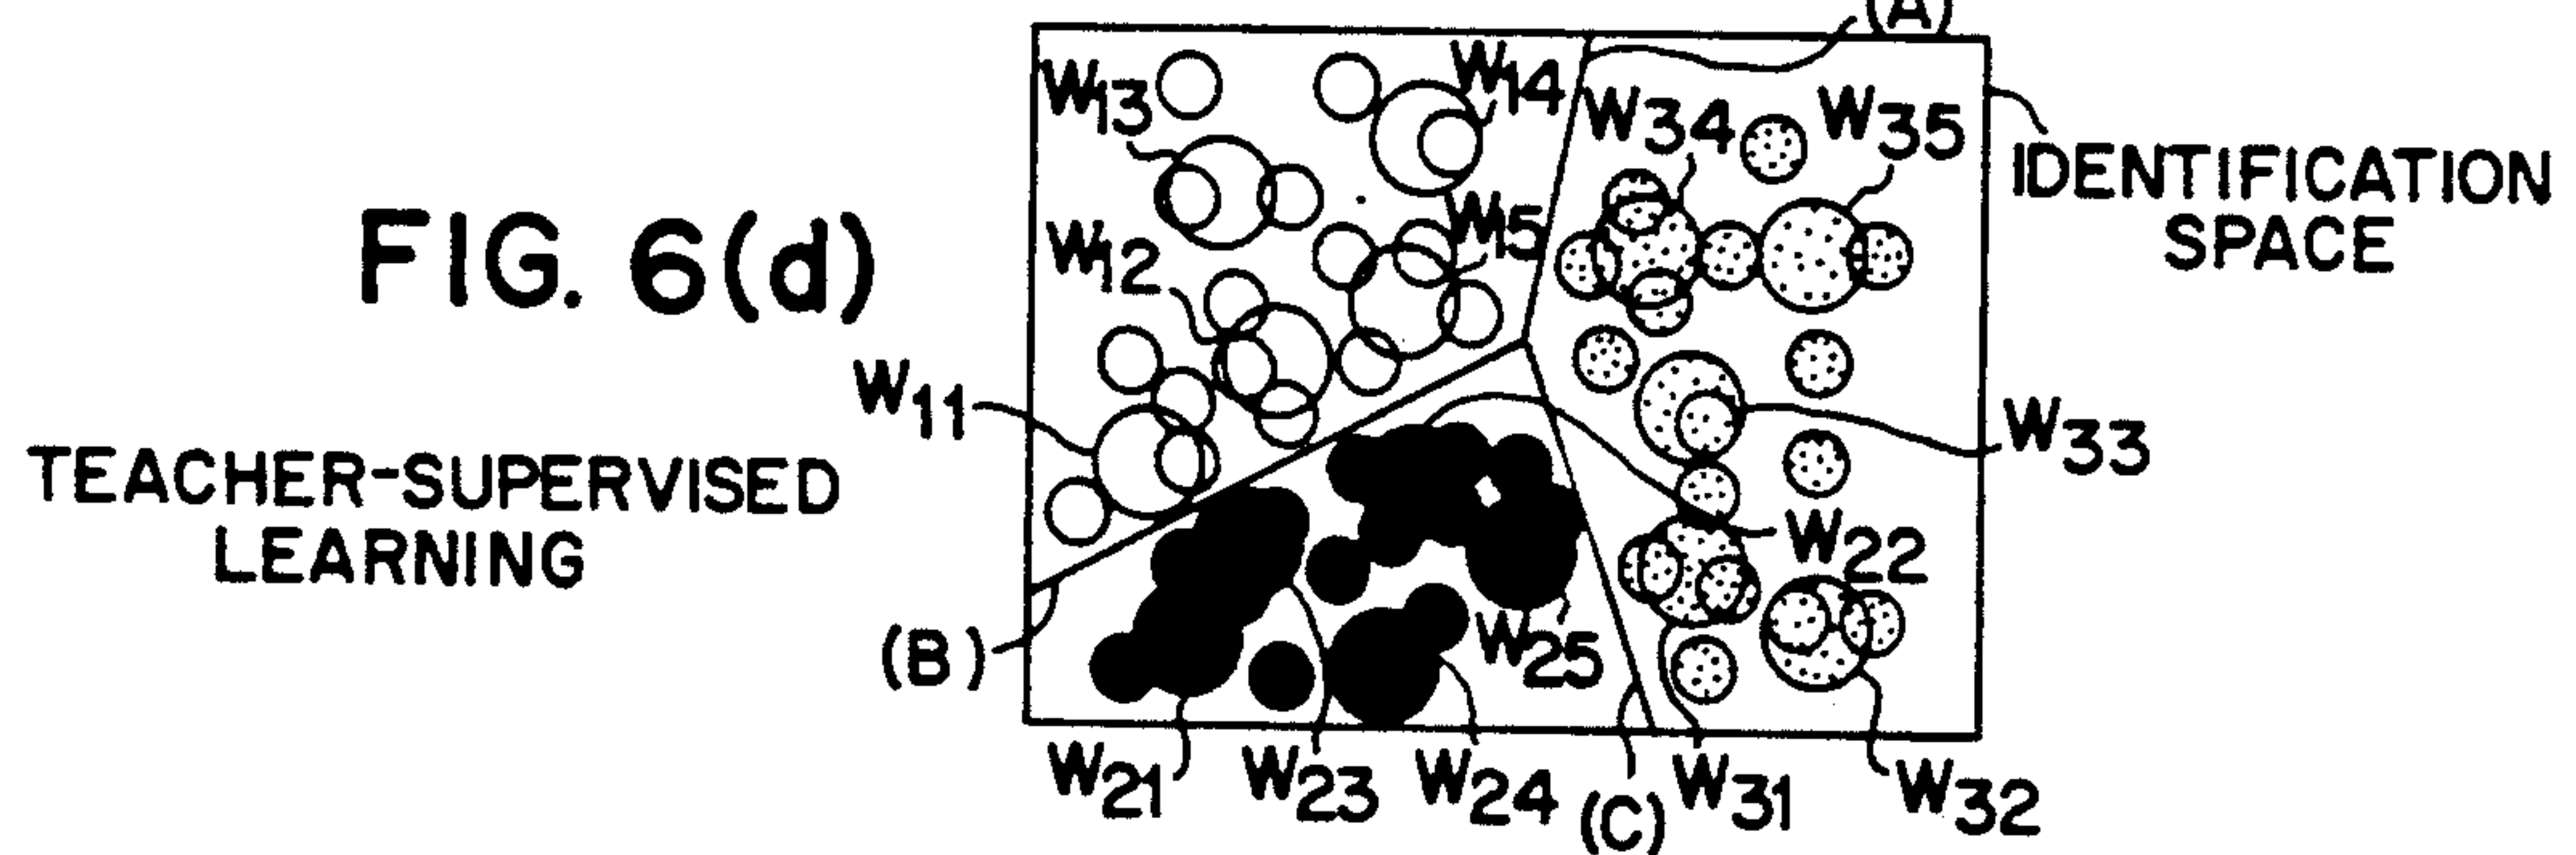 (A)
W13
W14
W34
W35
IDENTIFICATION
SPACE
FIG. 6(d)
W12
W15
W11
W33
TEACHER-SUPERVISED
LEARNING
W22
(B)
W25
W21
W23
W24
(C)
W31
W32